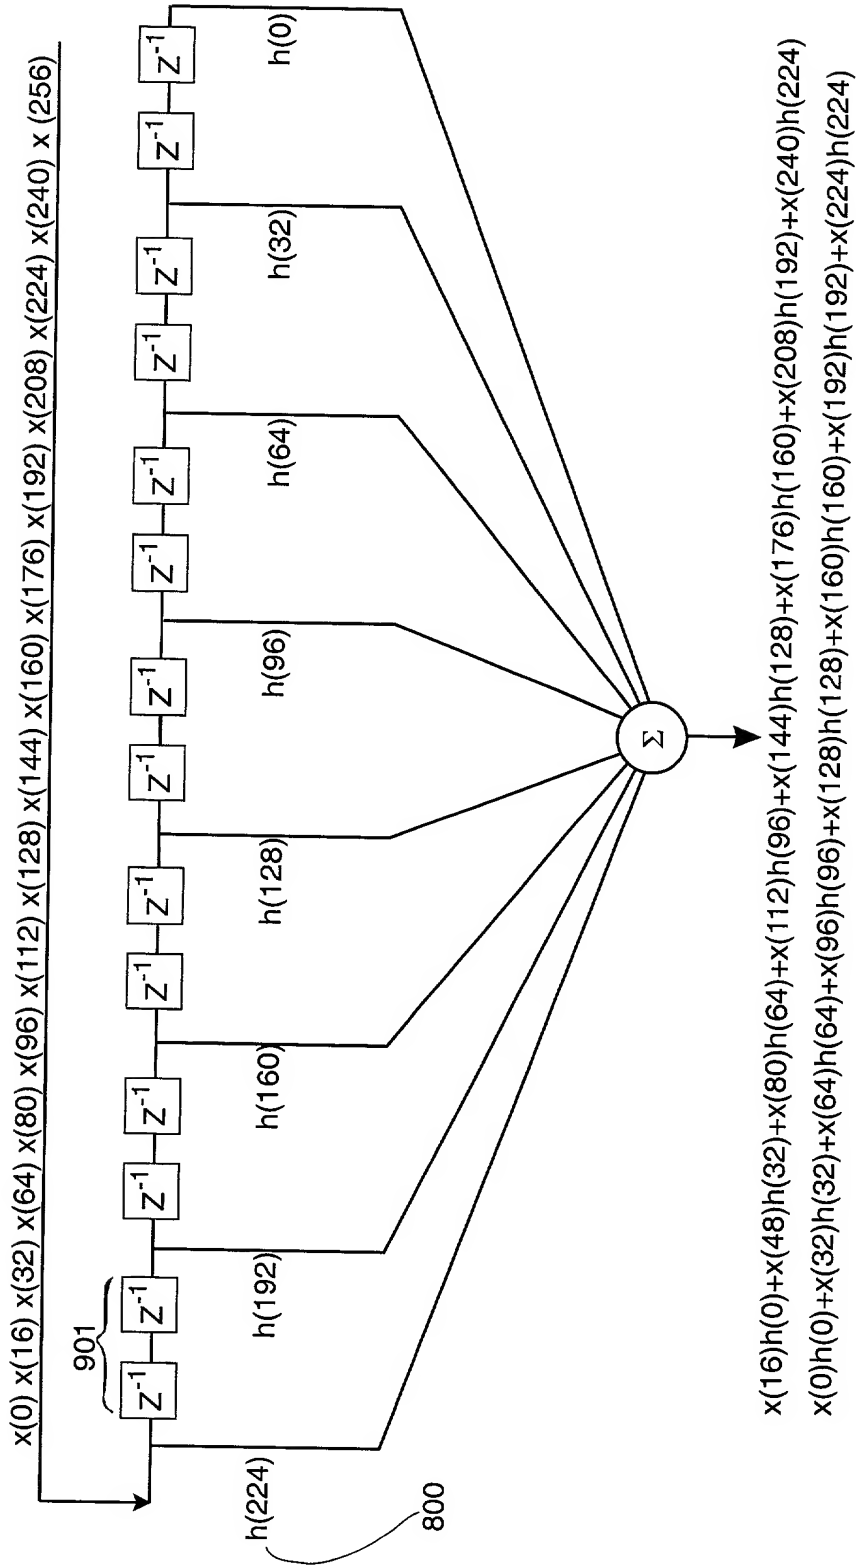 x(0) x(16) x(32) x(64) x(80) x(96) x(112) x(128) x(144) x(160) x(176) x(192) x(208) x(224) x(240) x (256)
901
Z⁻¹ Z⁻¹ Z⁻¹ Z⁻¹ Z⁻¹ Z⁻¹ Z⁻¹ Z⁻¹ Z⁻¹ Z⁻¹ Z⁻¹ Z⁻¹ Z⁻¹ Z⁻¹
h(224) h(192) h(160) h(128) h(96) h(64) h(32) h(0)
800
Σ
x(16)h(0)+x(48)h(32)+x(80)h(64)+x(112)h(96)+x(144)h(128)+x(176)h(160)+x(208)h(192)+x(240)h(224)
x(0)h(0)+x(32)h(32)+x(64)h(64)+x(96)h(96)+x(128)h(128)+x(160)h(160)+x(192)h(192)+x(224)h(224)